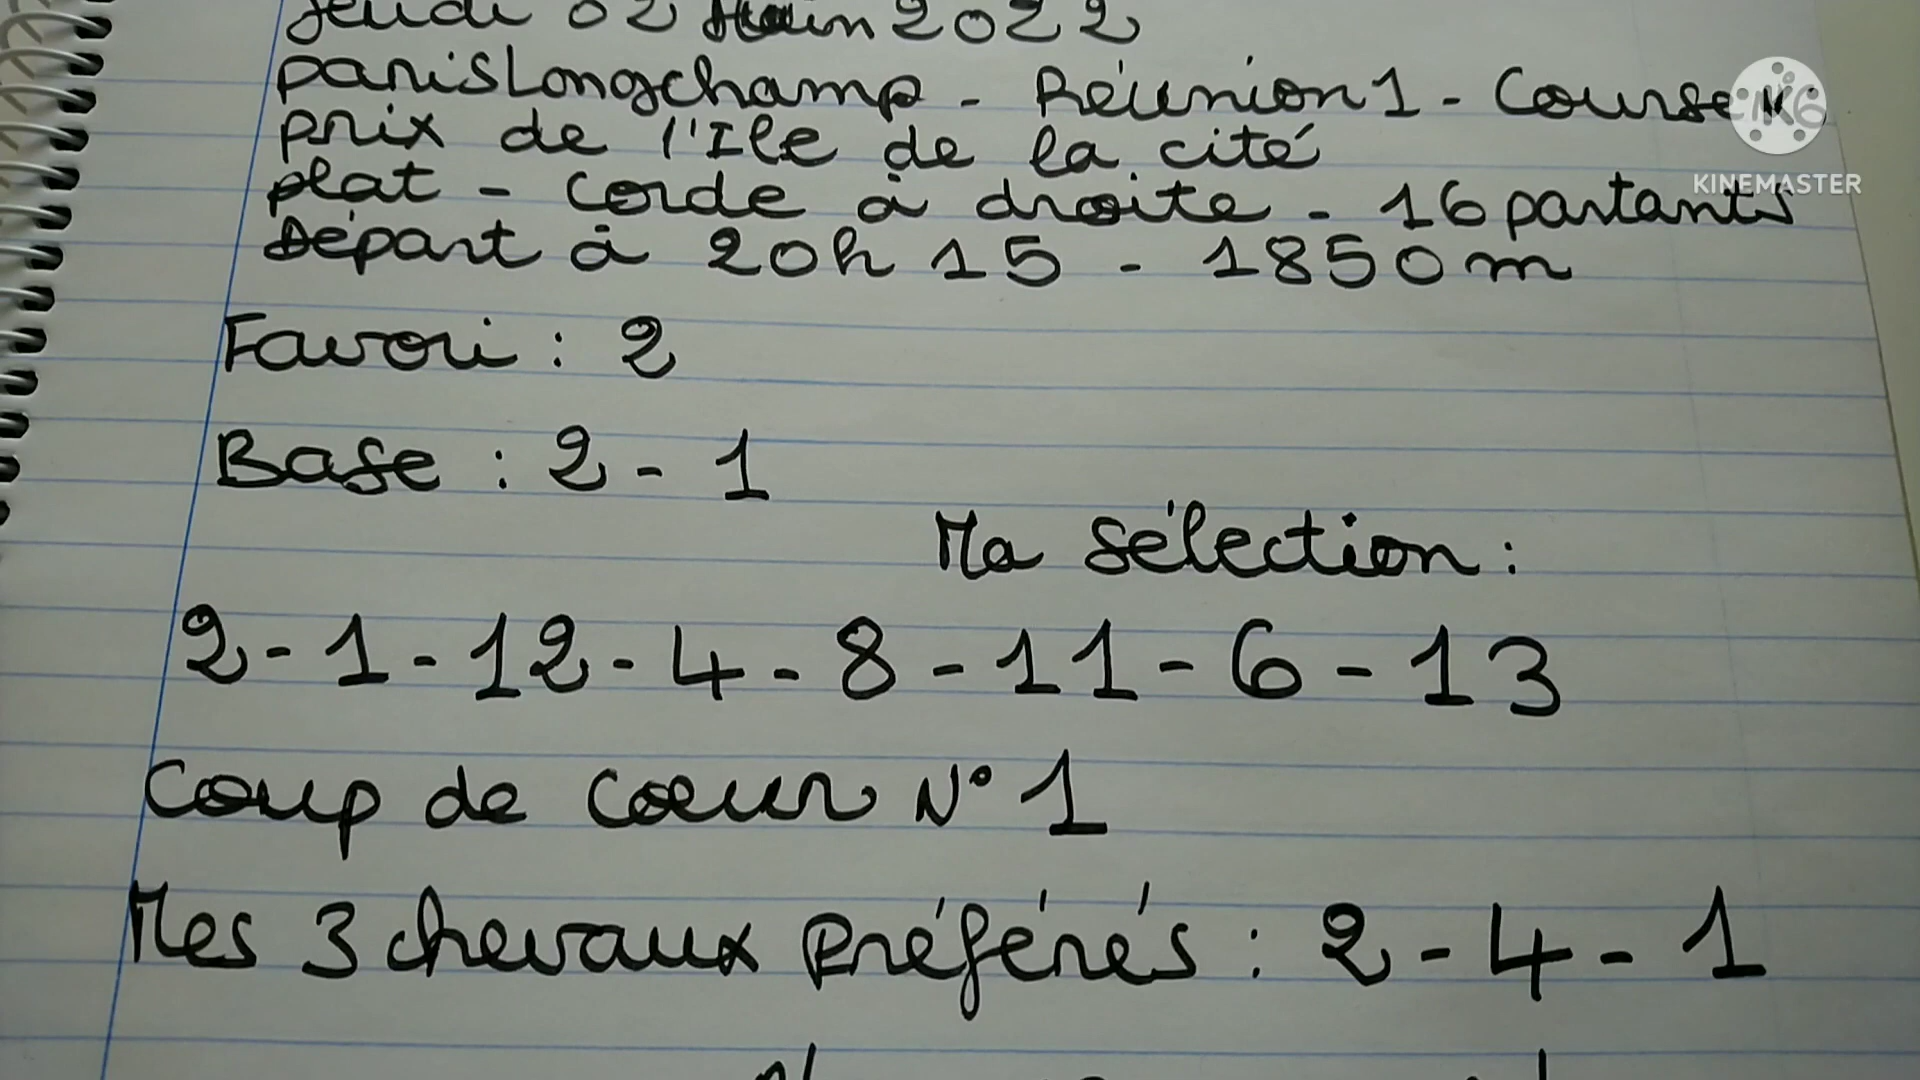 Jeudi 02 Juin 2022
parisLongchamp - Réunion 1 - Course
prix de l'Ile de la cité
plat - Corde à droite - 16 partants
Départ à 20h15 - 1850m
KINEMASTER
Favori : 2
Base : 2 - 1
Ma sélection :
2 - 1 - 12 - 4 - 8 - 11 - 6 - 13
Coup de cœur N° 1
Mes 3 chevaux préférés : 2 - 4 - 1